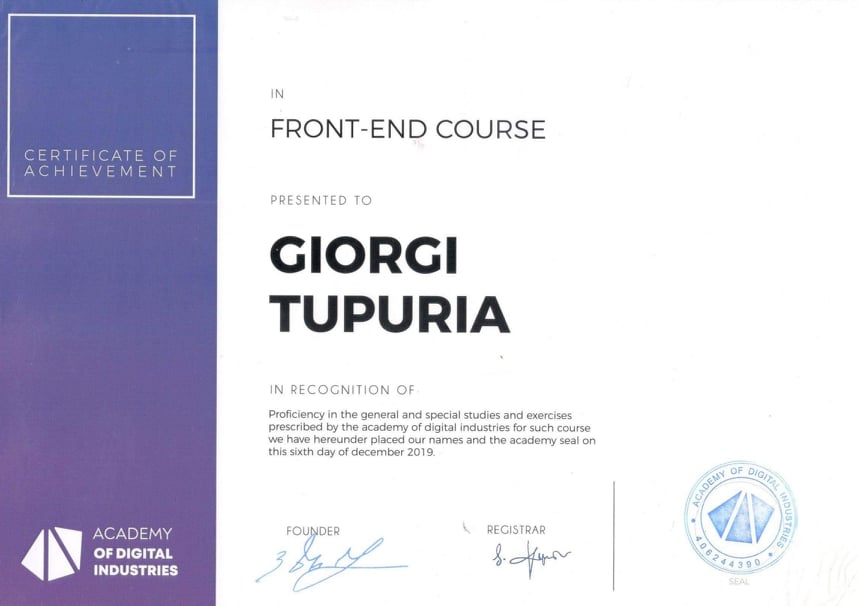 CERTIFICATE OF
ACHIEVEMENT
IN
FRONT-END COURSE
PRESENTED TO
GIORGI
TUPURIA
IN RECOGNITION OF
Proficiency in the general and special studies and exercises
prescribed by the academy of digital industries for such course
we have hereunder placed our names and the academy seal on
this sixth day of december 2019.
ACADEMY
OF DIGITAL
INDUSTRIES
FOUNDER
REGISTRAR
ACADEMY OF DIGITAL INDUSTRIES
406244390
SEAL